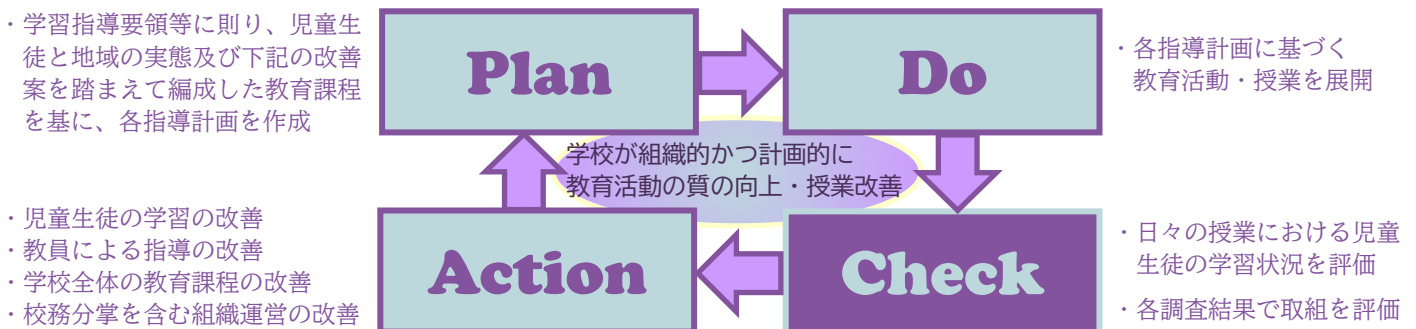 ・学習指導要領等に則り、児童生
徒と地域の実態及び下記の改善
案を踏まえて編成した教育課程
を基に、各指導計画を作成
Plan
Do
・各指導計画に基づく
教育活動・授業を展開
学校が組織的かつ計画的に
教育活動の質の向上・授業改善
・児童生徒の学習の改善
・教員による指導の改善
・学校全体の教育課程の改善
・校務分掌を含む組織運営の改善
Action
Check
・日々の授業における児童
生徒の学習状況を評価
・各調査結果で取組を評価